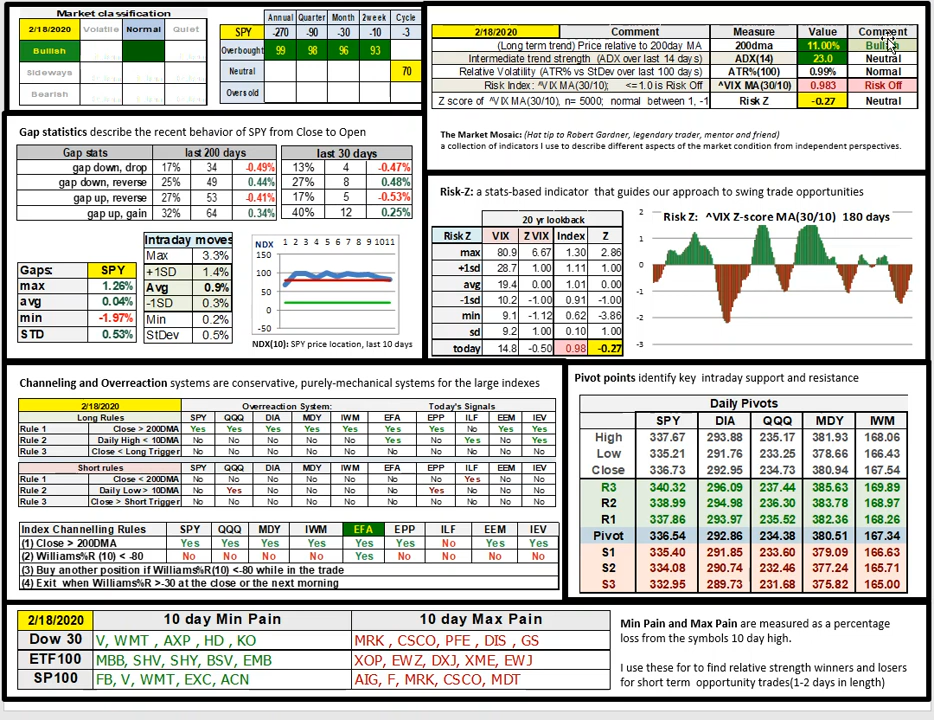 Market classification
2/18/2020 Volatile Normal Quiet
Bullish
Sideways
Bearish
Annual Quarter Month 2week Cycle
SPY -270 -90 -30 -10 -3
Overbought 99 98 96 93
Neutral 70
Oversold
2/18/2020 Comment Measure Value Comment
(Long term trend) Price relative to 200day MA 200dma 11.00% Bullish
Intermediate trend strength (ADX over last 14 days) ADX(14) 23.0 Neutral
Relative Volatility (ATR% vs StDev over last 100 days) ATR%(100) 0.99% Normal
Risk Index: ^VIX MA(30/10); <=1.0 is Risk Off ^VIX MA(30/10) 0.983 Risk Off
Z score of ^VIX MA(30/10), n= 5000; normal between 1, -1 Risk Z -0.27 Neutral
The Market Mosaic: (Hat tip to Robert Gardner, legendary trader, mentor and friend)
a collection of indicators I use to describe different aspects of the market condition from independent perspectives.
Gap statistics describe the recent behavior of SPY from Close to Open
Gap stats last 200 days last 30 days
gap down, drop 17% 34 -0.49% 13% 4 -0.47%
gap down, reverse 25% 49 0.44% 27% 8 0.48%
gap up, reverse 27% 53 -0.41% 17% 5 -0.53%
gap up, gain 32% 64 0.34% 40% 12 0.25%
Gaps: SPY
max 1.26%
avg 0.04%
min -1.97%
STD 0.53%
Intraday moves
Max 3.3%
+1SD 1.4%
Avg 0.9%
-1SD 0.3%
Min 0.2%
StDev 0.5%
NDX 1 2 3 4 5 6 7 8 9 10 11
150
100
50
0
-50
NDX(10): SPY price location, last 10 days
Risk-Z: a stats-based indicator that guides our approach to swing trade opportunities
20 yr lookback
Risk Z VIX Z VIX Index Z
max 80.9 6.67 1.30 2.86
+1sd 28.7 1.00 1.11 1.00
avg 19.4 0.00 1.01 0.00
-1sd 10.2 -1.00 0.91 -1.00
min 9.1 -1.12 0.62 -3.86
sd 9.2 1.00 0.10 1.00
today 14.8 -0.50 0.98 -0.27
Risk Z: ^VIX Z-score MA(30/10) 180 days
2
1
0
-1
-2
-3
Channeling and Overreaction systems are conservative, purely-mechanical systems for the large indexes
2/18/2020 Overreaction System: Today's Signals
Long Rules SPY QQQ DIA MDY IWM EFA EPP ILF EEM IEV
Rule 1 Close > 200DMA Yes Yes Yes Yes Yes Yes Yes No Yes Yes
Rule 2 Daily High < 10DMA No No No No No Yes No Yes No Yes
Rule 3 Close < Long Trigger No No No No No No No No No No
Short rules SPY QQQ DIA MDY IWM EFA EPP ILF EEM IEV
Rule 1 Close < 200DMA No No No No No No No Yes No No
Rule 2 Daily Low > 10DMA No Yes No No No No Yes No No No
Rule 3 Close > Short Trigger No No No No No No No No No No
Index Channelling Rules SPY QQQ MDY IWM EFA EPP ILF EEM IEV
(1) Close > 200DMA Yes Yes Yes Yes Yes Yes No Yes Yes
(2) Williams%R (10) < -80 No No No No Yes No No No No
(3) Buy another position if Williams%R(10) <-80 while in the trade
(4) Exit when Williams%R >-30 at the close or the next morning
Pivot points identify key intraday support and resistance
Daily Pivots
SPY DIA QQQ MDY IWM
High 337.67 293.88 235.17 381.93 168.06
Low 335.21 291.76 233.25 378.66 166.43
Close 336.73 292.95 234.73 380.94 167.54
R3 340.32 296.09 237.44 385.63 169.89
R2 338.99 294.98 236.30 383.78 168.97
R1 337.86 293.97 235.52 382.36 168.26
Pivot 336.54 292.86 234.38 380.51 167.34
S1 335.40 291.85 233.60 379.09 166.63
S2 334.08 290.74 232.46 377.24 165.71
S3 332.95 289.73 231.68 375.82 165.00
2/18/2020 10 day Min Pain 10 day Max Pain
Dow 30 V, WMT , AXP , HD , KO MRK , CSCO, PFE , DIS , GS
ETF100 MBB, SHV, SHY, BSV, EMB XOP, EWZ, DXJ, XME, EWJ
SP100 FB, V, WMT, EXC, ACN AIG, F, MRK, CSCO, MDT
Min Pain and Max Pain are measured as a percentage
loss from the symbols 10 day high.
I use these for to find relative strength winners and losers
for short term opportunity trades(1-2 days in length)